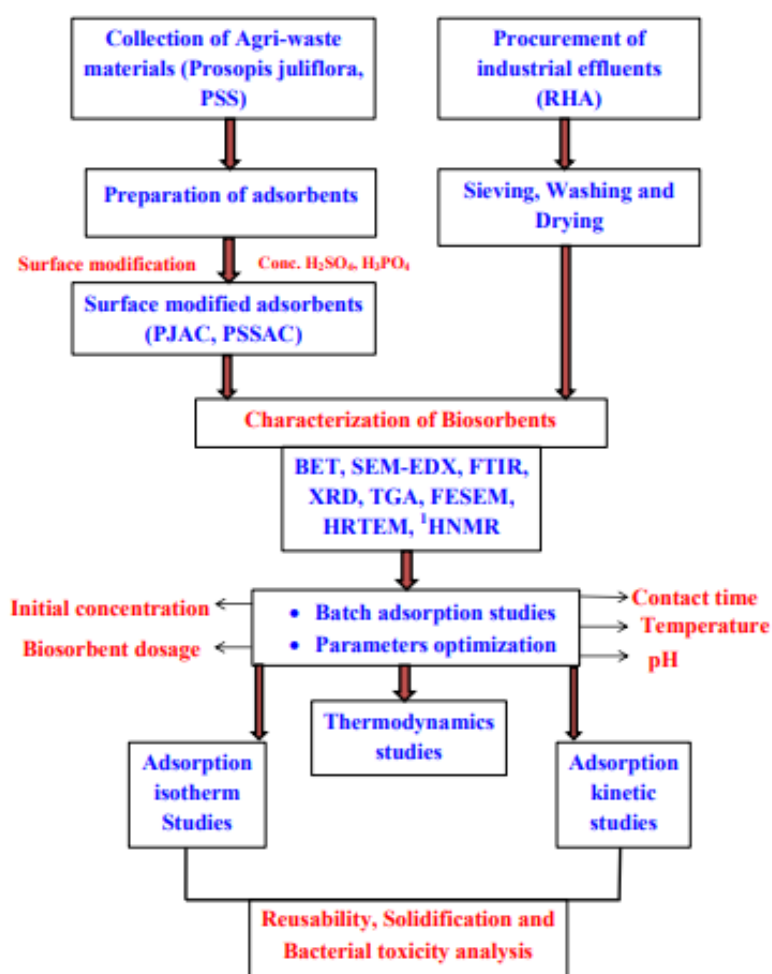 Collection of Agri-waste
materials (Prosopis juliflora,
PSS)
Procurement of
industrial effluents
(RHA)
Preparation of adsorbents
Sieving, Washing and
Drying
Surface modification
Conc. H₂SO₄, H₃PO₄
Surface modified adsorbents
(PJAC, PSSAC)
Characterization of Biosorbents
BET, SEM-EDX, FTIR,
XRD, TGA, FESEM,
HRTEM, ¹HNMR
Initial concentration
Biosorbent dosage
• Batch adsorption studies
• Parameters optimization
Contact time
Temperature
pH
Thermodynamics
studies
Adsorption
isotherm
Studies
Adsorption
kinetic
studies
Reusability, Solidification and
Bacterial toxicity analysis